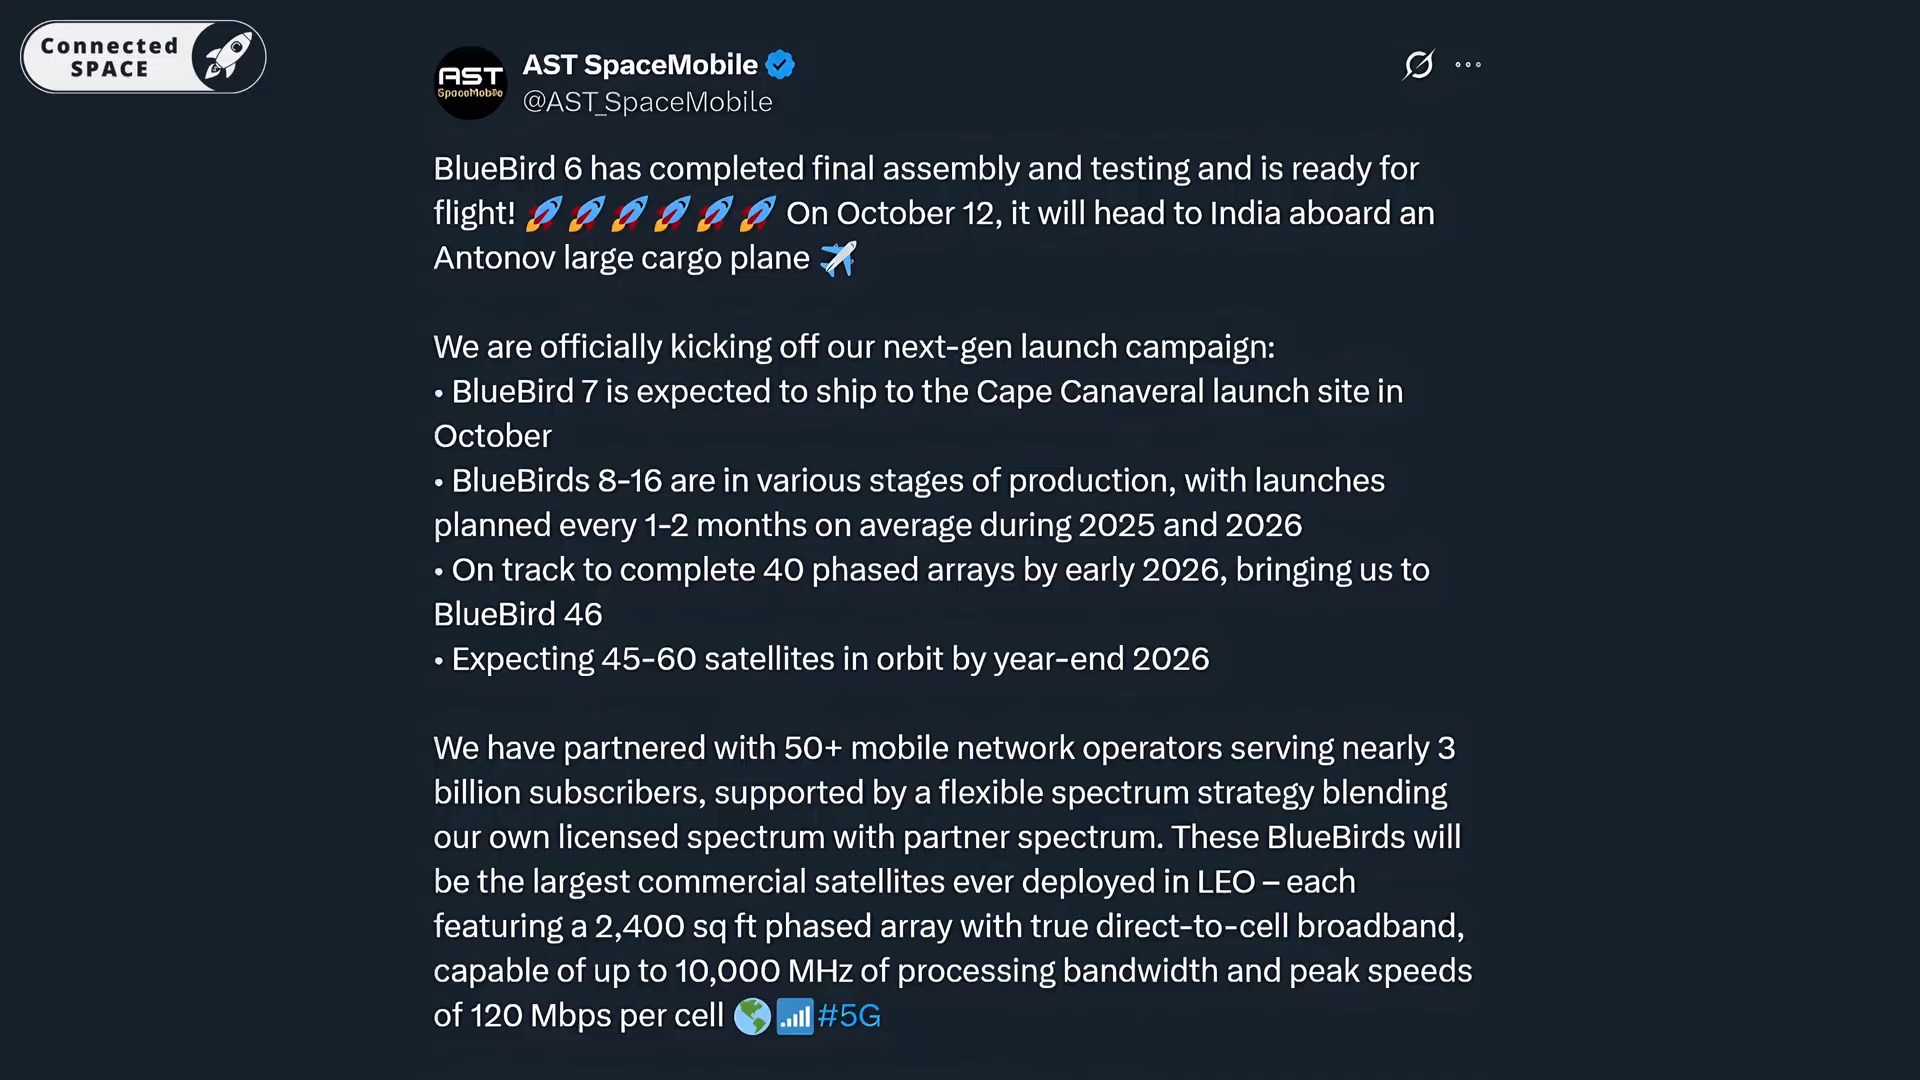 Connected
SPACE
AST
SpaceMobile
AST SpaceMobile
@AST_SpaceMobile
BlueBird 6 has completed final assembly and testing and is ready for
flight! 🚀🚀🚀🚀🚀🚀 On October 12, it will head to India aboard an
Antonov large cargo plane ✈️
We are officially kicking off our next-gen launch campaign:
• BlueBird 7 is expected to ship to the Cape Canaveral launch site in
October
• BlueBirds 8-16 are in various stages of production, with launches
planned every 1-2 months on average during 2025 and 2026
• On track to complete 40 phased arrays by early 2026, bringing us to
BlueBird 46
• Expecting 45-60 satellites in orbit by year-end 2026
We have partnered with 50+ mobile network operators serving nearly 3
billion subscribers, supported by a flexible spectrum strategy blending
our own licensed spectrum with partner spectrum. These BlueBirds will
be the largest commercial satellites ever deployed in LEO – each
featuring a 2,400 sq ft phased array with true direct-to-cell broadband,
capable of up to 10,000 MHz of processing bandwidth and peak speeds
of 120 Mbps per cell 🌎📶#5G